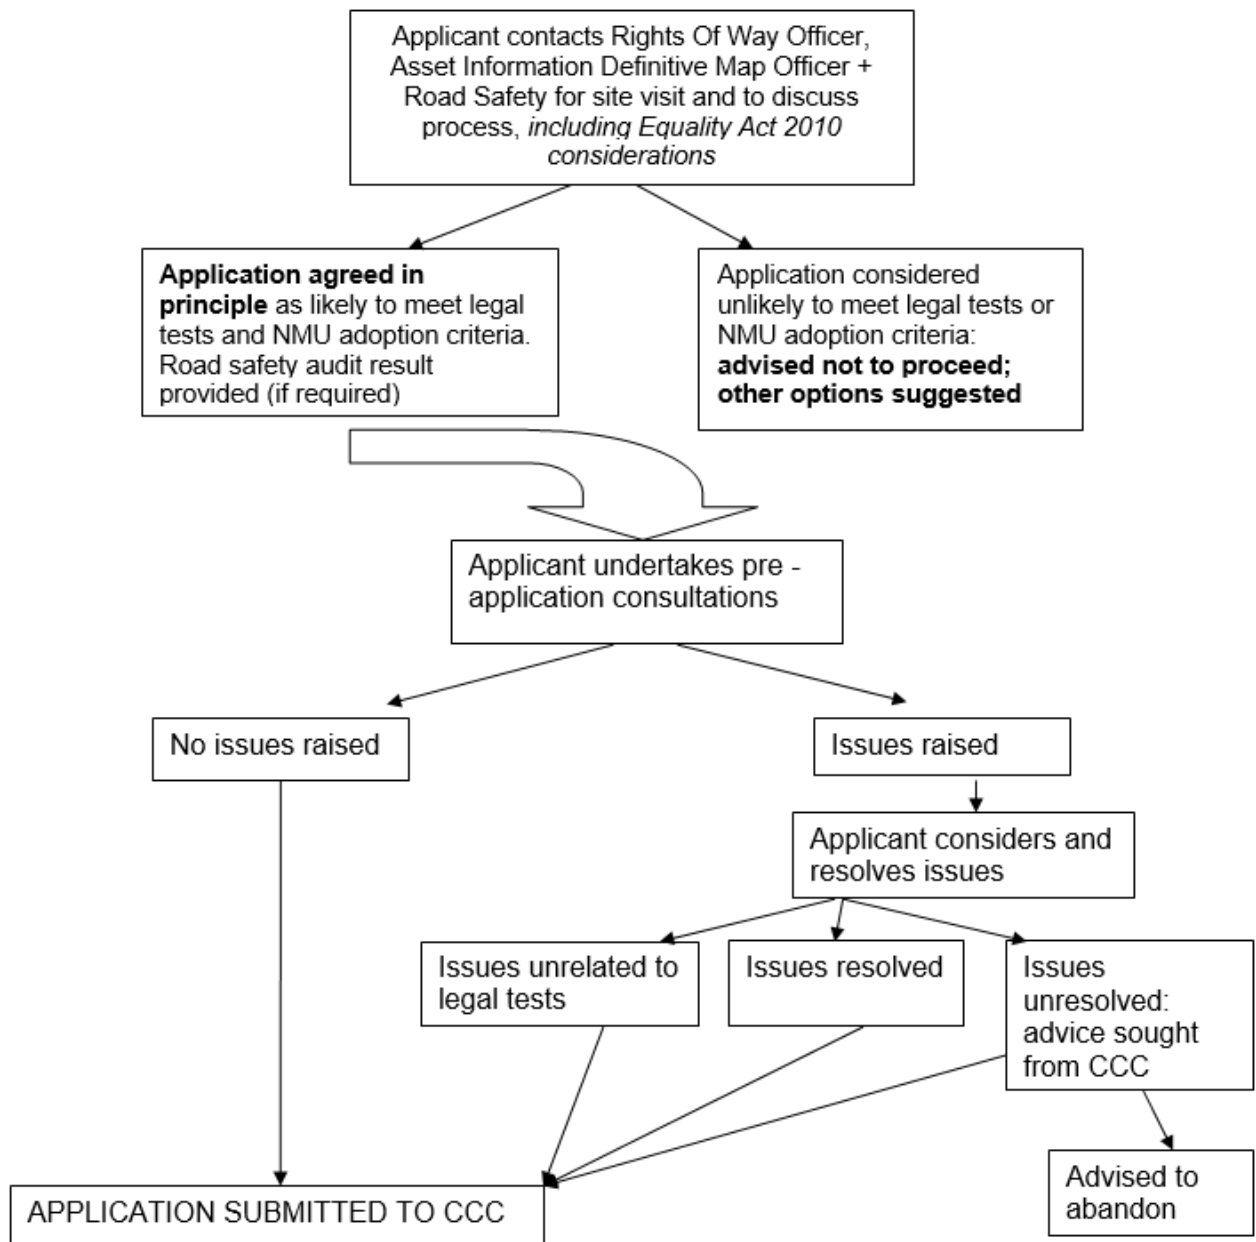 Applicant contacts Rights Of Way Officer,
Asset Information Definitive Map Officer +
Road Safety for site visit and to discuss
process, including Equality Act 2010
considerations
Application agreed in
principle as likely to meet legal
tests and NMU adoption criteria.
Road safety audit result
provided (if required)
Application considered
unlikely to meet legal tests or
NMU adoption criteria:
advised not to proceed;
other options suggested
Applicant undertakes pre -
application consultations
No issues raised
Issues raised
Applicant considers and
resolves issues
Issues unrelated to
legal tests
Issues resolved
Issues
unresolved:
advice sought
from CCC
Advised to
abandon
APPLICATION SUBMITTED TO CCC